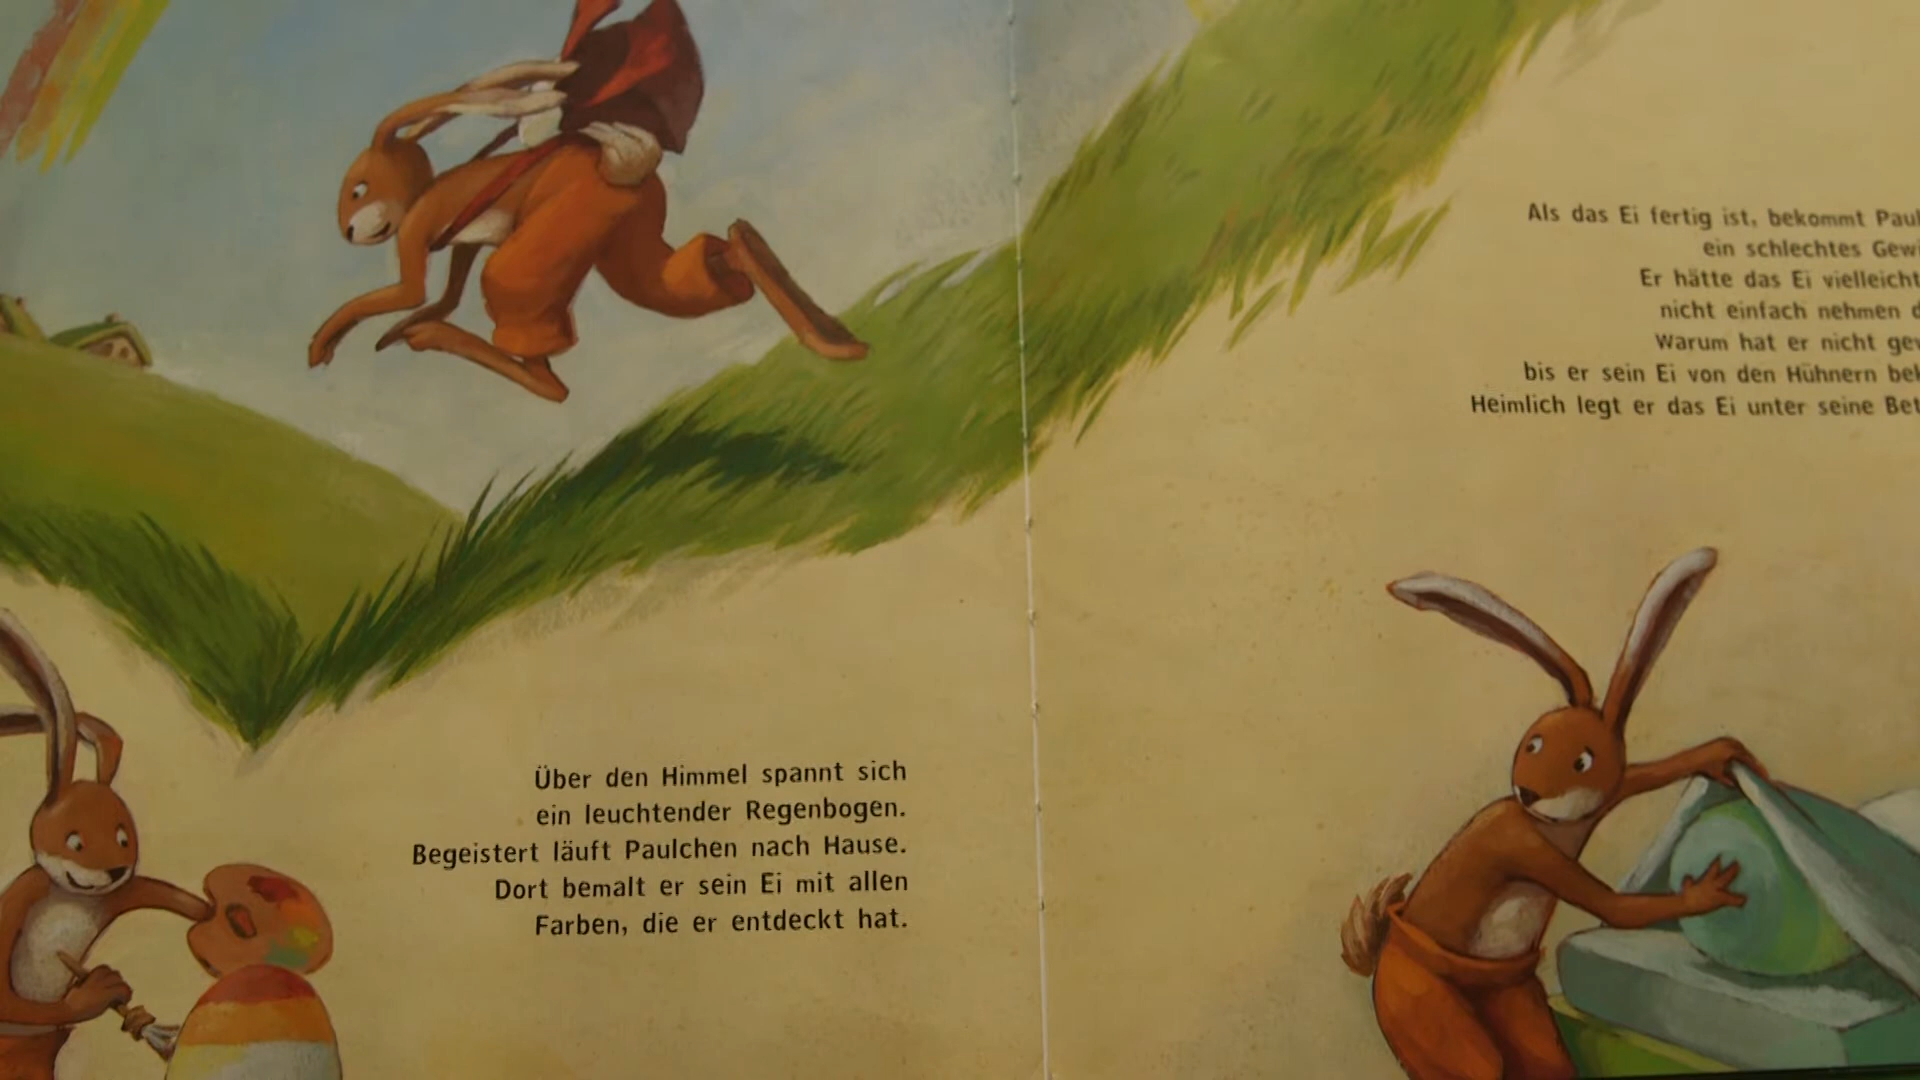 Über den Himmel spannt sich
ein leuchtender Regenbogen.
Begeistert läuft Paulchen nach Hause.
Dort bemalt er sein Ei mit allen
Farben, die er entdeckt hat.
Als das Ei fertig ist, bekommt
ein schlechtes
Er hätte das Ei vielleicht
nicht einfach nehmen
Warum hat er nicht
bis er sein Ei von den Hühnern
Heimlich legt er das Ei unter seine